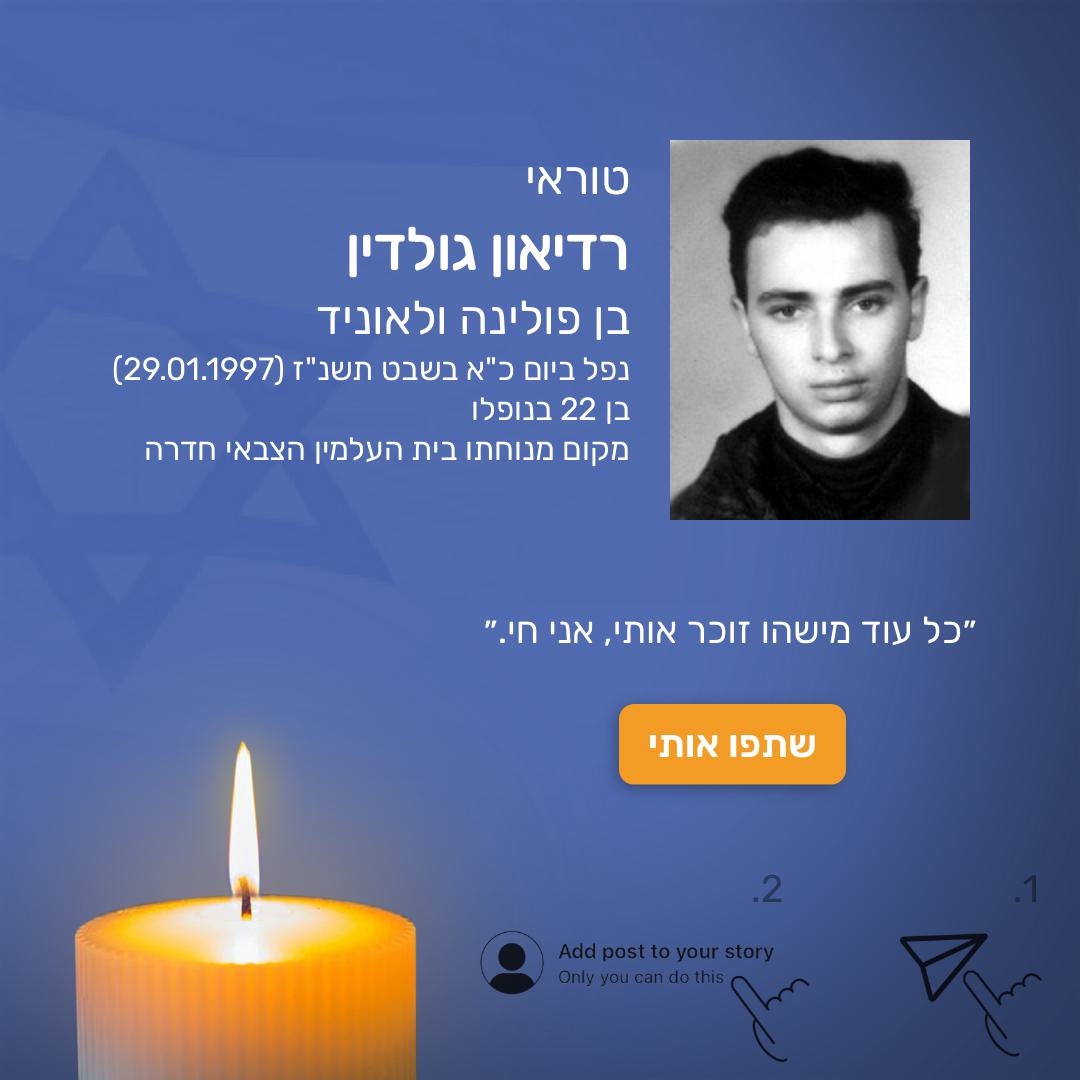 טוראי
רדיאון גולדין
בן פולינה ולאוניד
נפל ביום כ"א בשבט תשנ"ז (29.01.1997)
בן 22 בנופלו
מקום מנוחתו בית העלמין הצבאי חדרה
״כל עוד מישהו זוכר אותי, אני חי.״
שתפו אותי
.1
.2
Add post to your story
Only you can do this